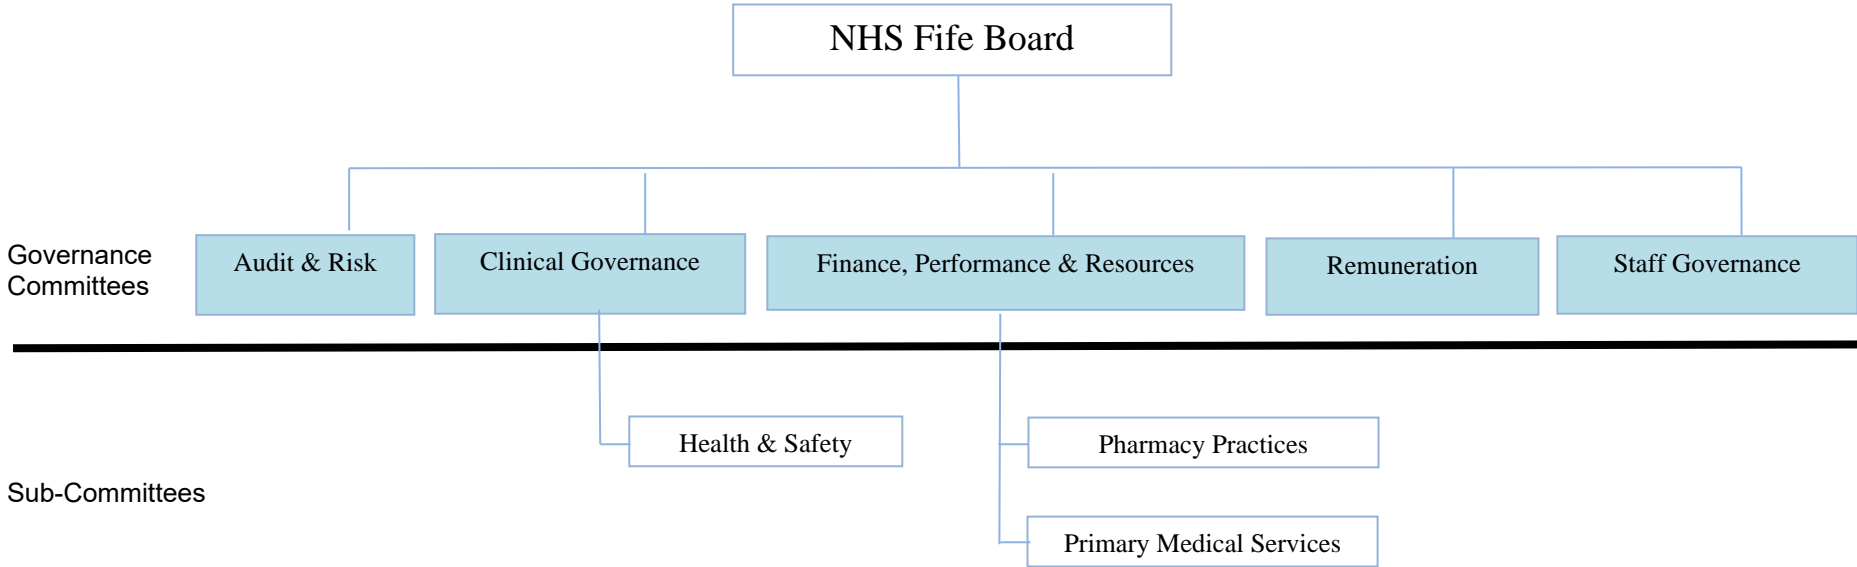 NHS Fife Board
Governance
Committees
Audit & Risk
Clinical Governance
Finance, Performance & Resources
Remuneration
Staff Governance
Health & Safety
Pharmacy Practices
Sub-Committees
Primary Medical Services